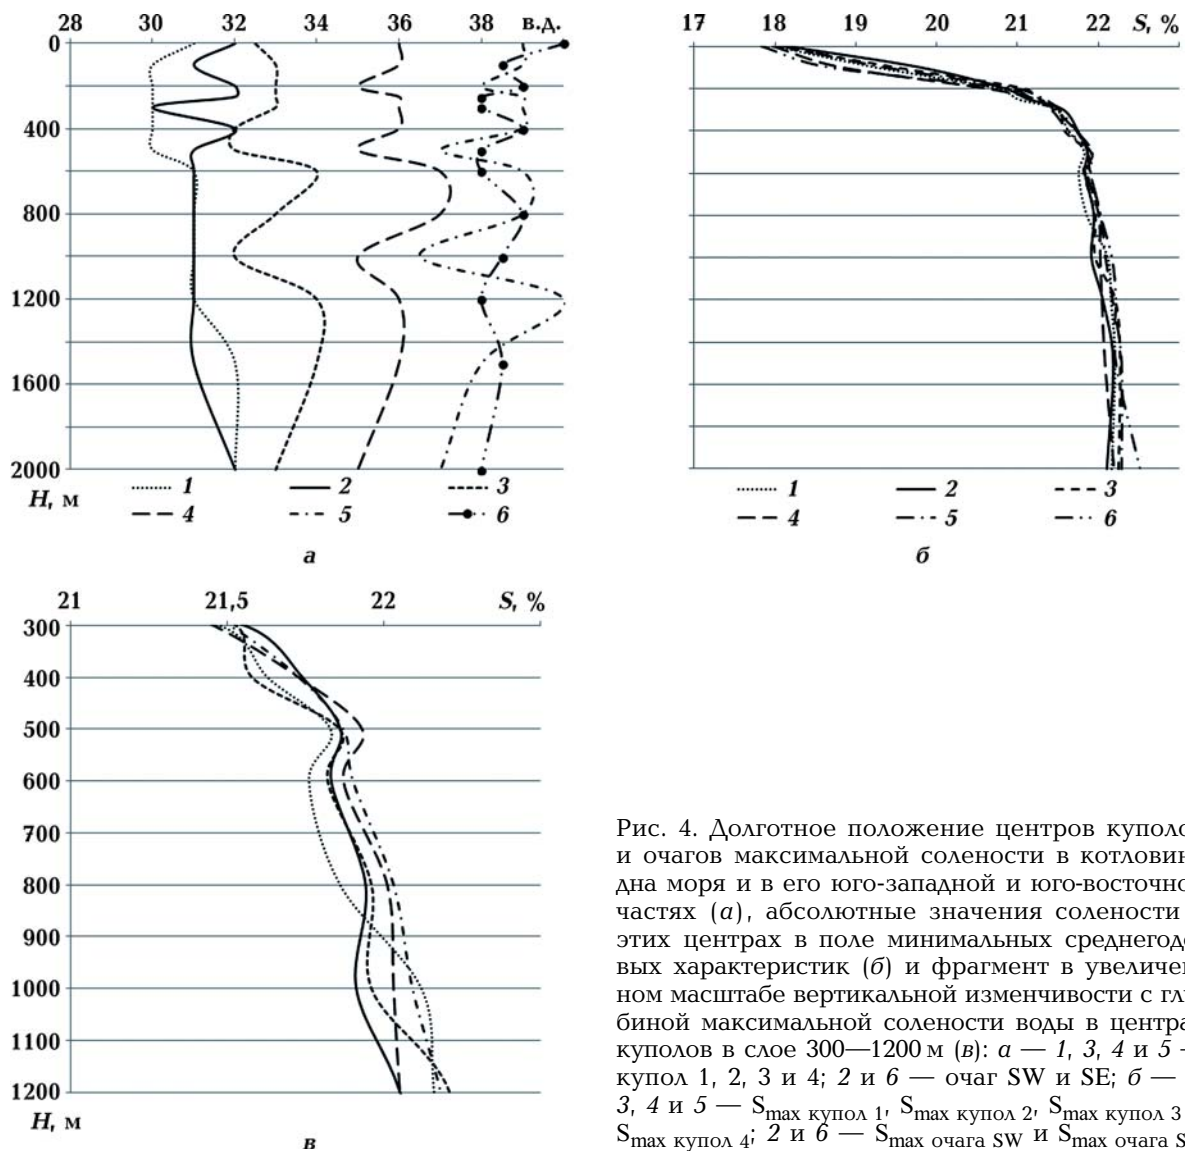 28 30 32 34 36 38 в.д.
0
400
800
1200
1600
2000
H, м
1 2 3
4 5 6
а
17 18 19 20 21 22 S, %
1 2 3
4 5 6
б
21 21,5 22 S, %
300
400
500
600
700
800
900
1000
1100
1200
H, м
в
Рис. 4. Долготное положение центров куполо
и очагов максимальной солености в котловин
дна моря и в его юго-западной и юго-восточно
частях (а), абсолютные значения солености
этих центрах в поле минимальных среднегодо
вых характеристик (б) и фрагмент в увеличен
ном масштабе вертикальной изменчивости с глу
биной максимальной солености воды в центра
куполов в слое 300—1200 м (в): а — 1, 3, 4 и 5 —
купол 1, 2, 3 и 4; 2 и 6 — очаг SW и SE; б —
3, 4 и 5 — Smax купол 1, Smax купол 2, Smax купол 3
Smax купол 4; 2 и 6 — Smax очага SW и Smax очага S